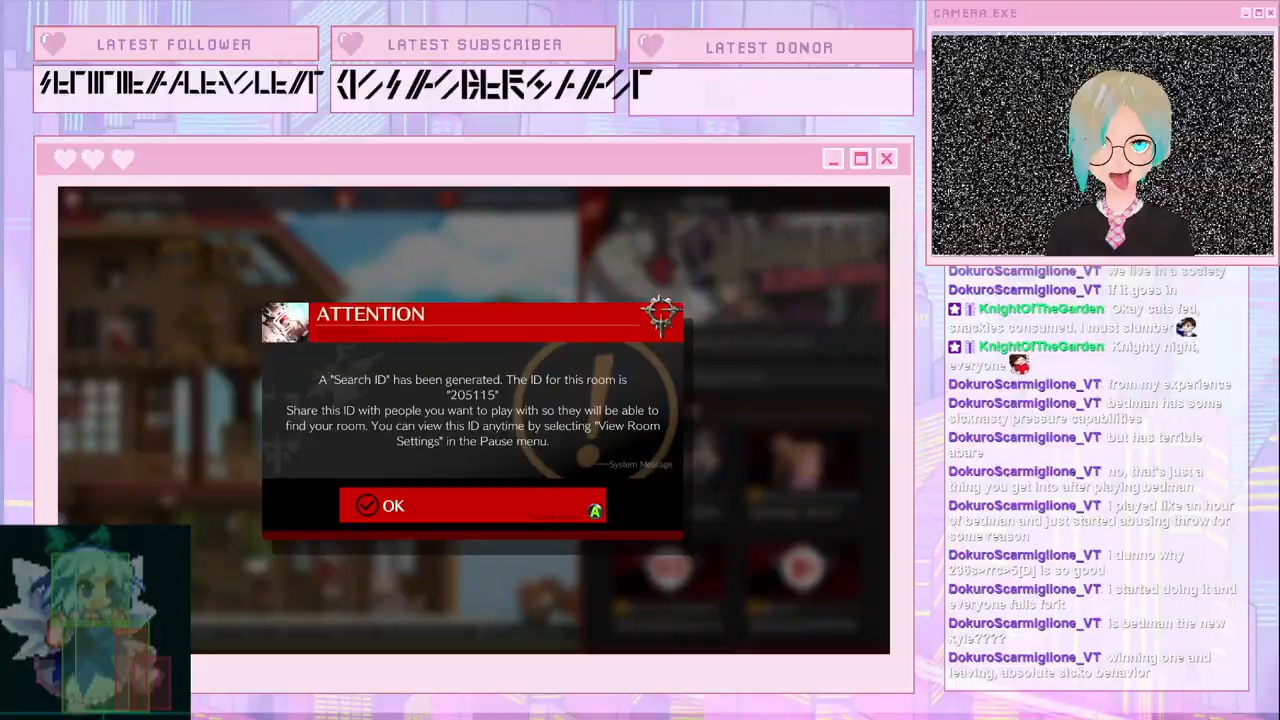 LATEST FOLLOWER
LATEST SUBSCRIBER
LATEST DONOR
CAMERA.EXE
ATTENTION
A "Search ID" has been generated. The ID for this room is
"205115"
Share this ID with people you want to play with so they will be able to
find your room. You can view this ID anytime by selecting "View Room
Settings" in the Pause menu.
——System Message
OK
A
DokuroScarmiglione_VT we live in a society
DokuroScarmiglione_VT if it goes in
KnightOfTheGarden Okay cats fed,
snackies consumed. I must slumber
KnightOfTheGarden Knighty night,
everyone
DokuroScarmiglione_VT from my experience
DokuroScarmiglione_VT bedman has some
sicknasty pressure capabilities
DokuroScarmiglione_VT but has terrible
abare
DokuroScarmiglione_VT no, that's just a
thing you get into after playing bedman
DokuroScarmiglione_VT i played like an hour
of bedman and just started abusing throw for
some reason
DokuroScarmiglione_VT i dunno why
236s>rrc>5[D] is so good
DokuroScarmiglione_VT i started doing it and
everyone falls forit
DokuroScarmiglione_VT is bedman the new
kyle????
DokuroScarmiglione_VT winning one and
leaving, absolute sicko behavior